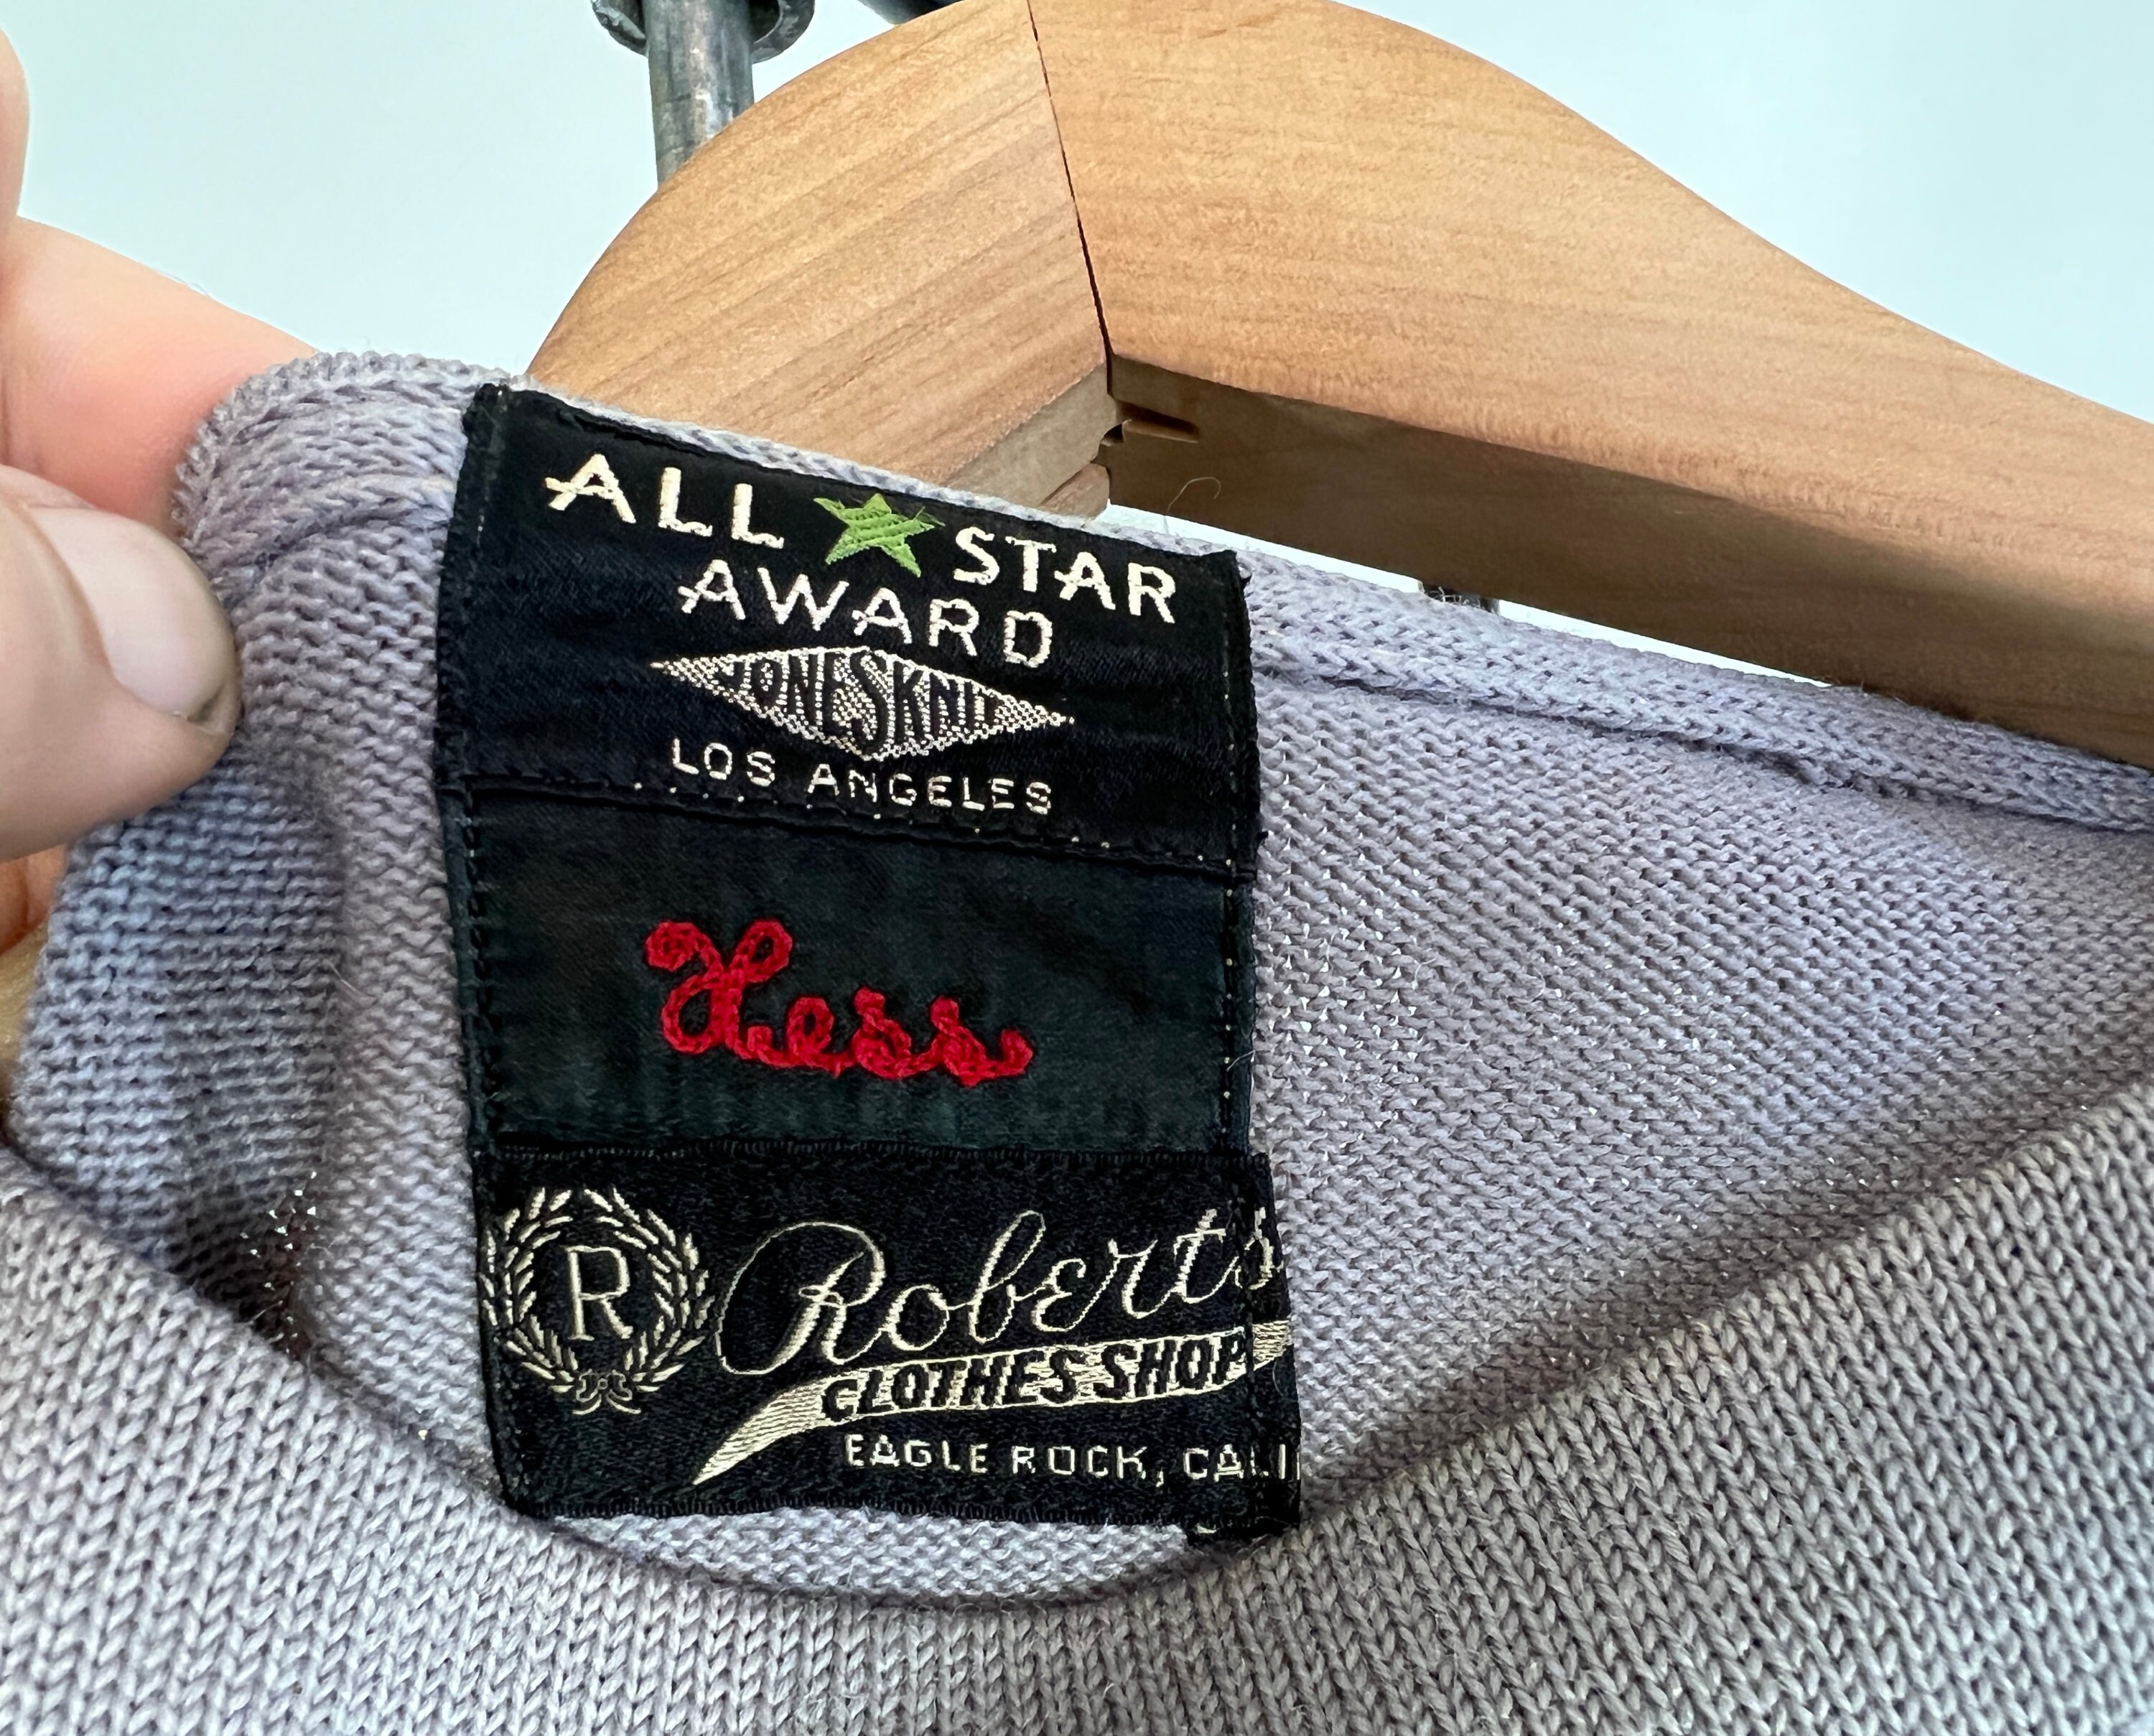 ALL STAR
AWARD
JONESKNIT
LOS ANGELES
Hess
R
Roberts
CLOTHES SHOP
EAGLE ROCK, CALI